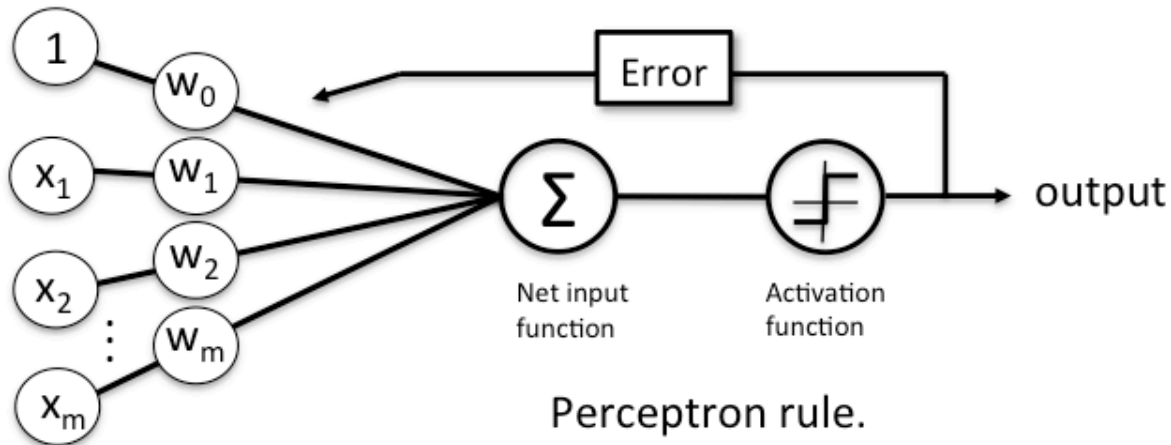 1
w₀
Error
x₁
w₁
Σ
output
x₂
w₂
Net input
function
Activation
function
⋮
wₘ
xₘ
Perceptron rule.